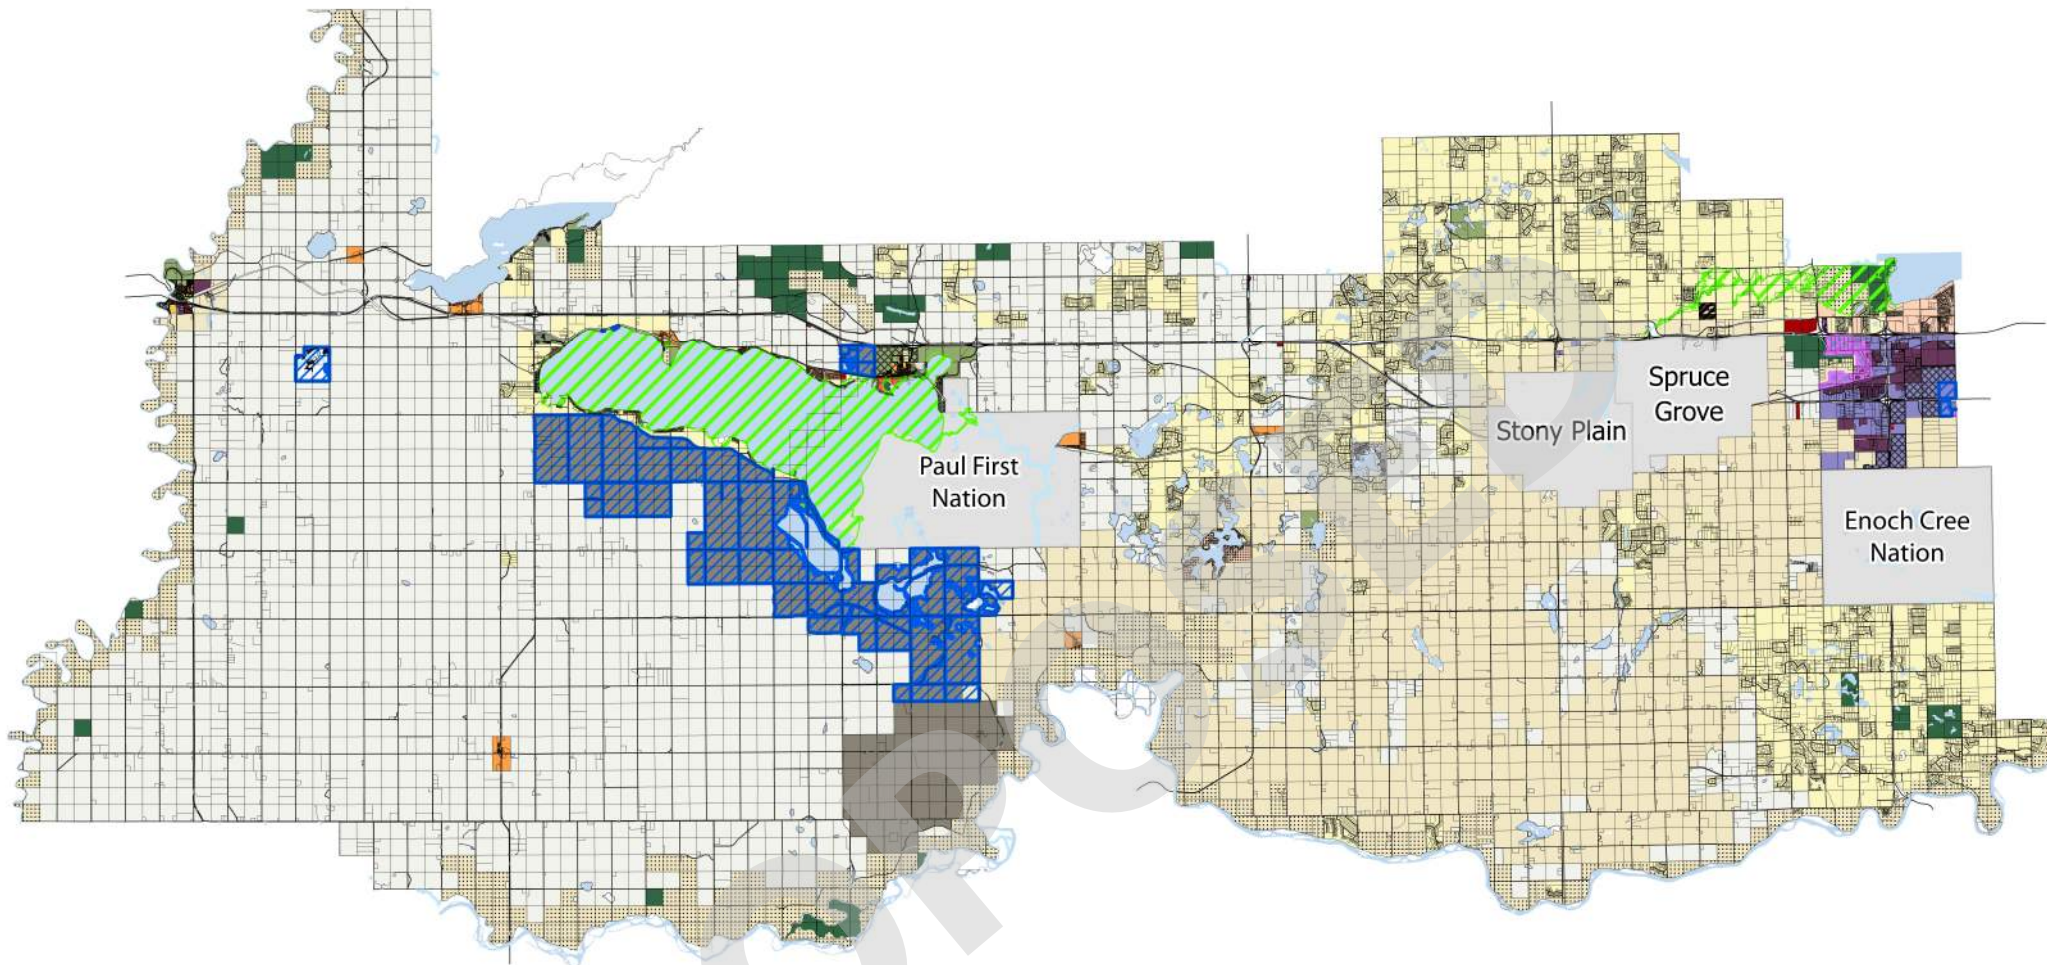 Spruce
Grove
Stony Plain
Paul First
Nation
Enoch Cree
Nation